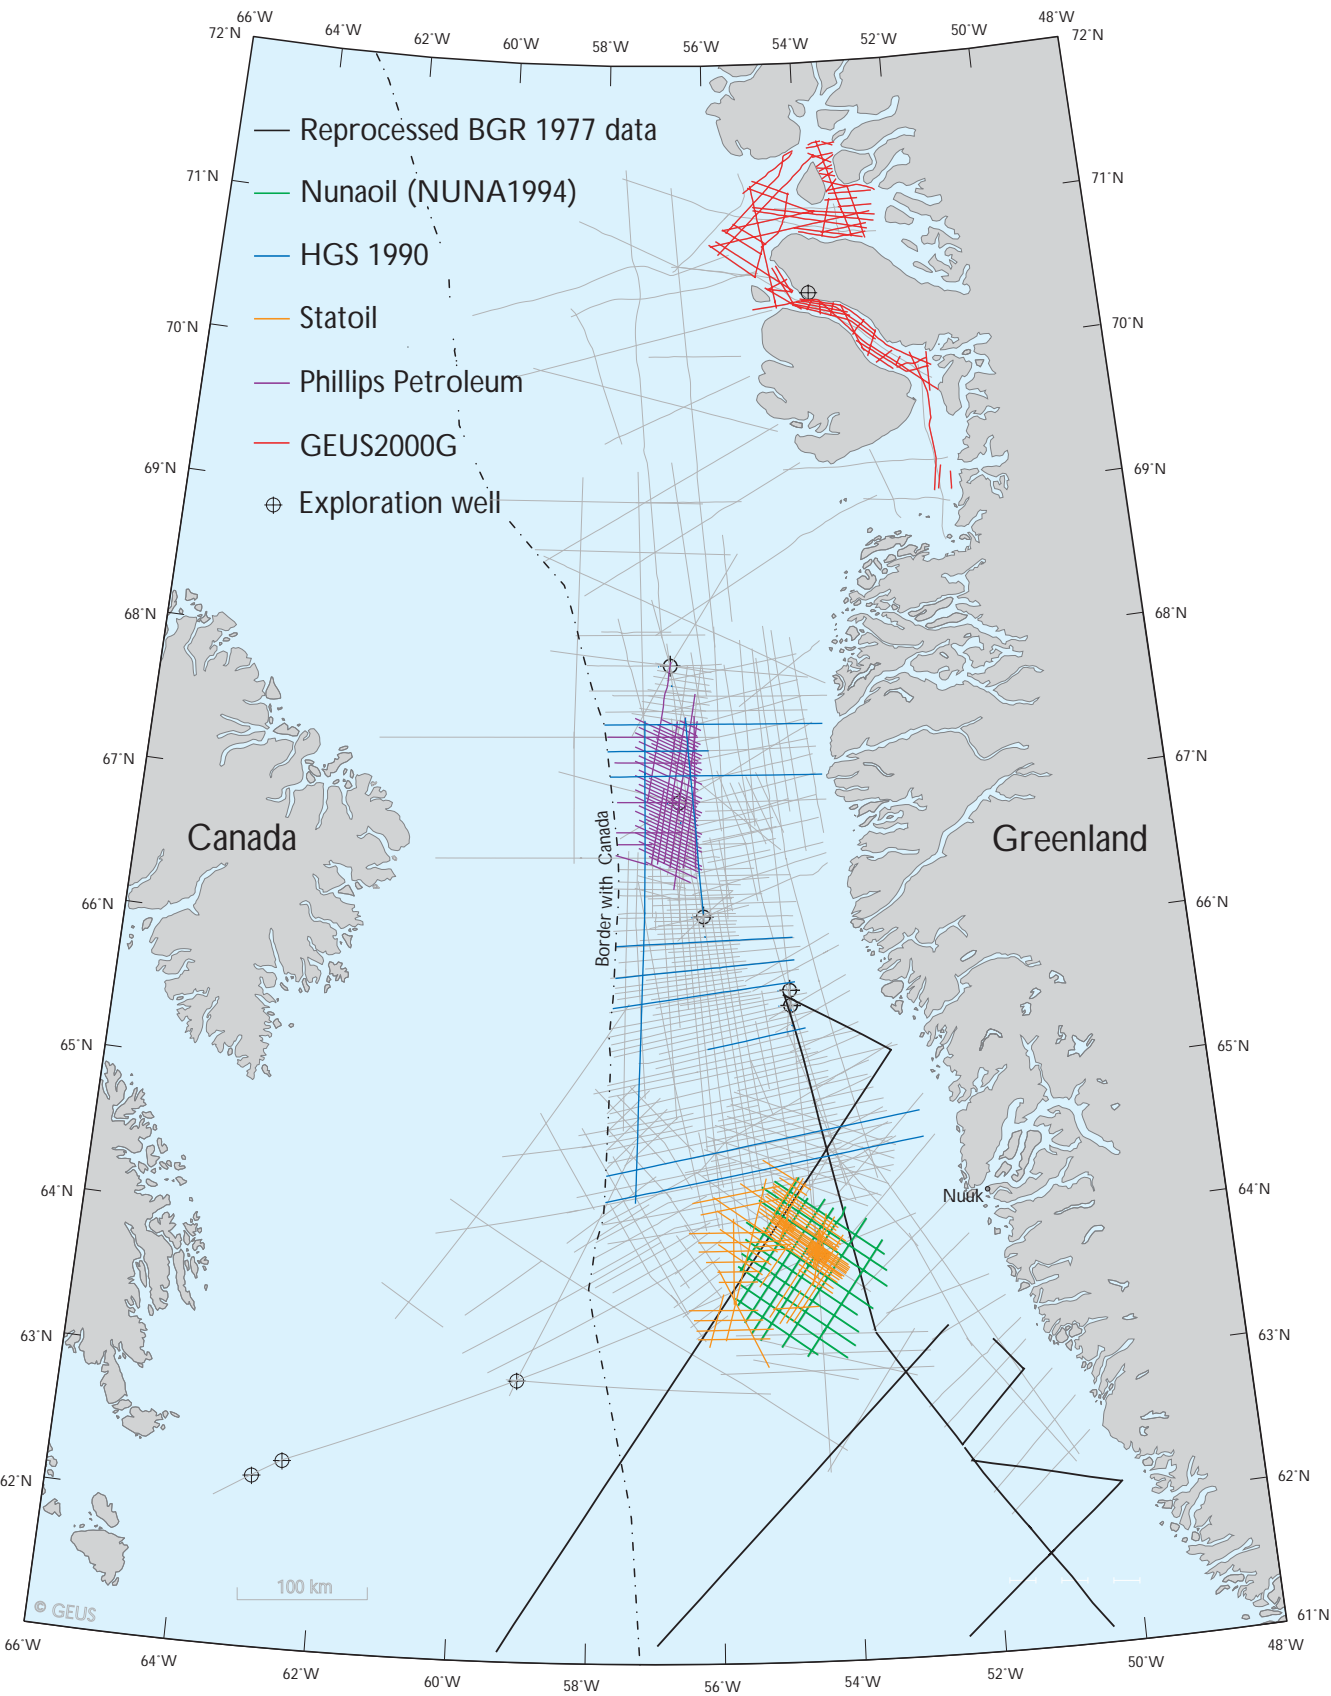 66°W
64°W
62°W
60°W
58°W
56°W
54°W
52°W
50°W
48°W
72°N
72°N
Reprocessed BGR 1977 data
71°N
71°N
Nunaoil (NUNA1994)
HGS 1990
Statoil
70°N
70°N
Phillips Petroleum
GEUS2000G
69°N
69°N
Exploration well
68°N
68°N
67°N
67°N
Canada
Greenland
Border with Canada
66°N
66°N
65°N
65°N
64°N
64°N
Nuuk
63°N
63°N
62°N
62°N
100 km
© GEUS
61°N
66°W
64°W
62°W
60°W
58°W
56°W
54°W
52°W
50°W
48°W